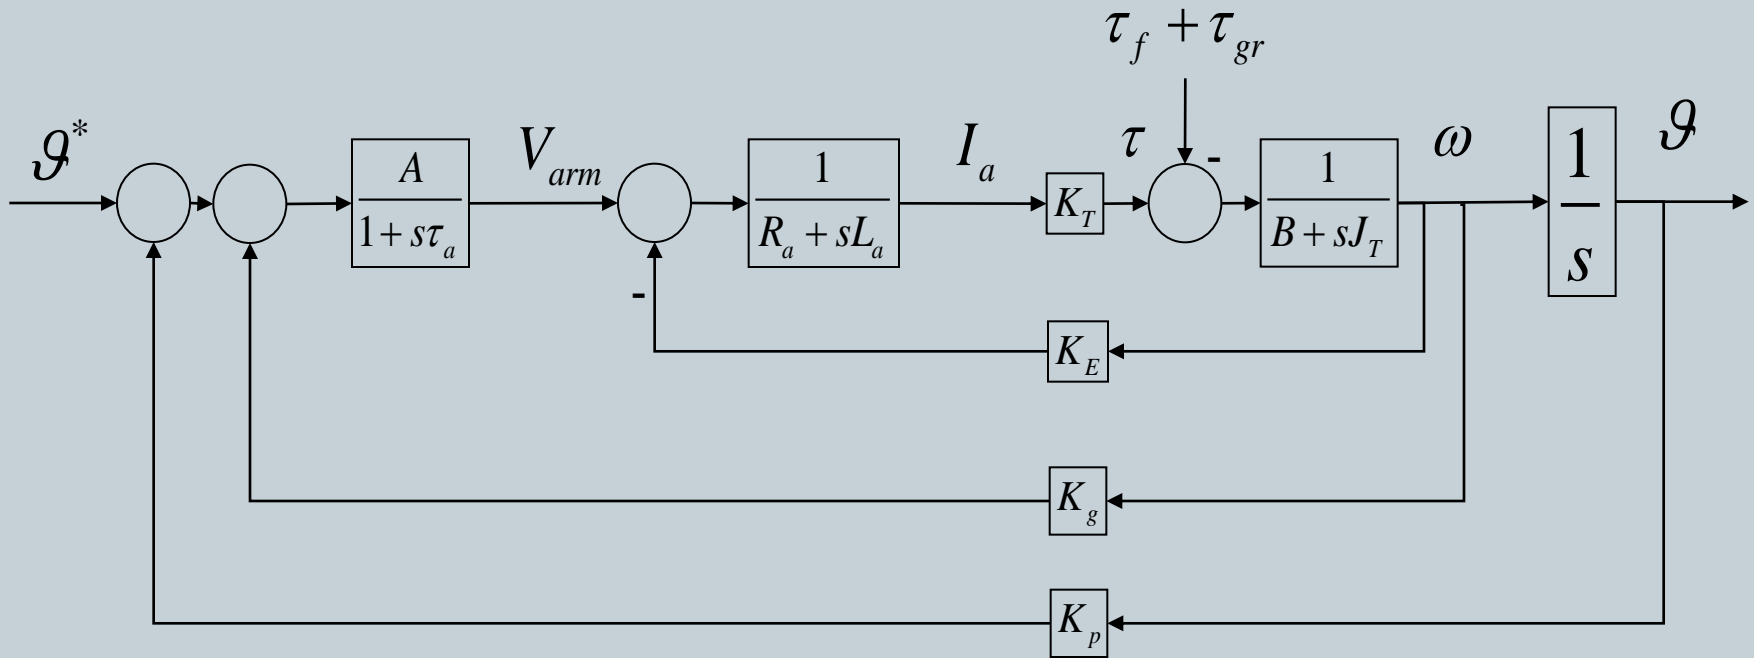 τ_f + τ_gr
ϑ*
A / (1 + sτ_a)
V_arm
-
1 / (R_a + sL_a)
I_a
K_T
τ
-
1 / (B + sJ_T)
ω
1 / s
ϑ
K_E
K_g
K_p